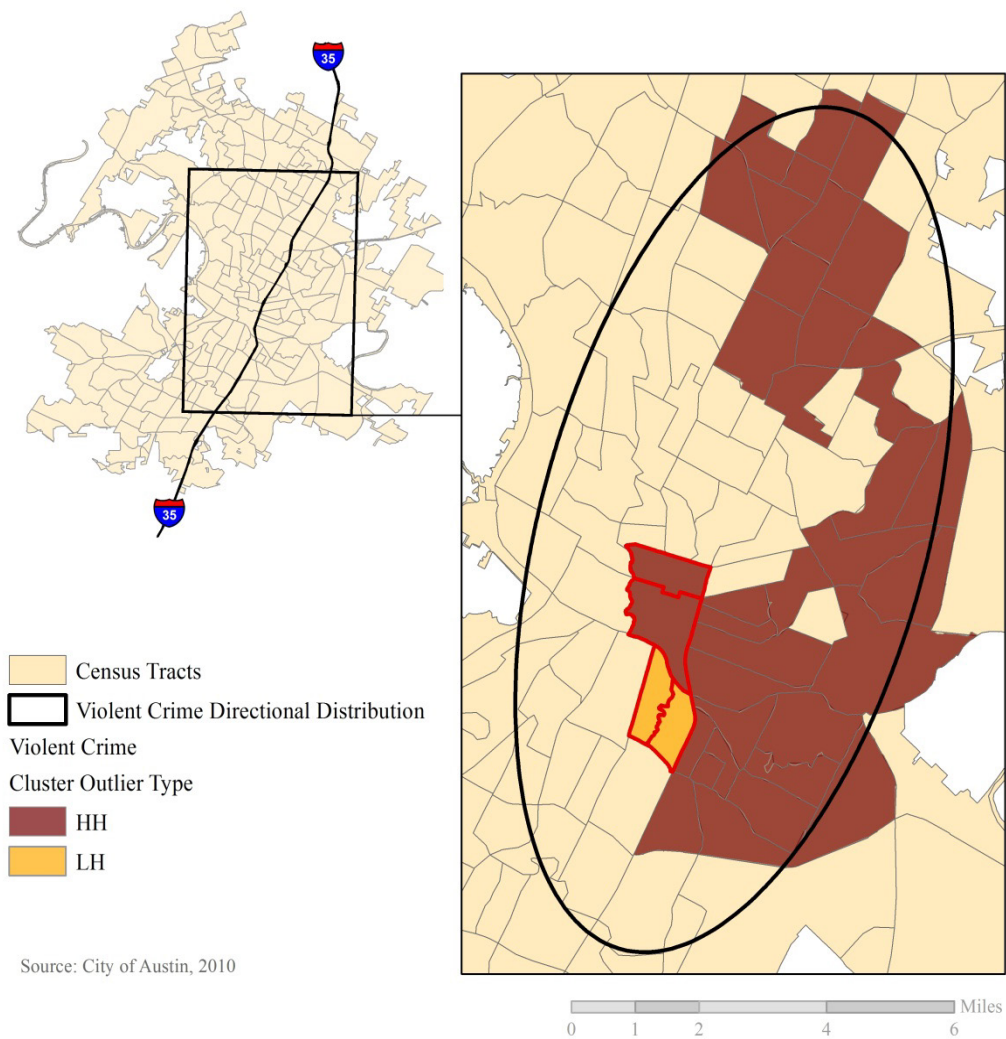 35
35
Census Tracts
Violent Crime Directional Distribution
Violent Crime
Cluster Outlier Type
HH
LH
Source: City of Austin, 2010
Miles
0 1 2 4 6